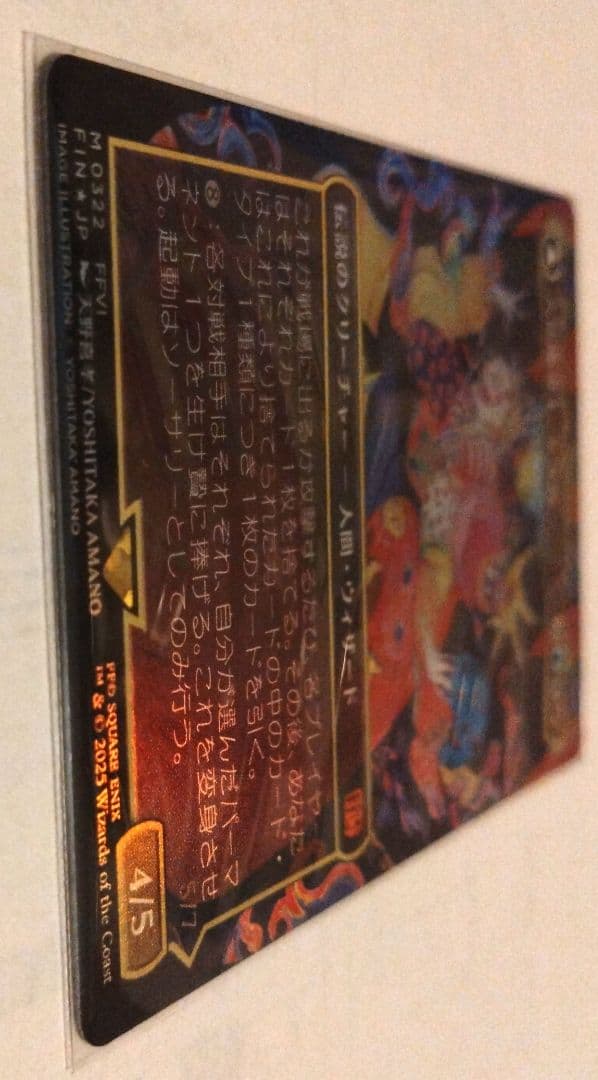 伝説のクリーチャー — 人間・ウィザード
これが戦場に出るか攻撃するたび、各プレイヤー
はそれぞれカード1枚を捨てる。その後、あなた
はこれにより捨てられたカードの中のカード・
タイプ1種類につき1枚のカードを引く。
⑧:各対戦相手はそれぞれ、自分が選んだパーマ
ネント1つを生け贄に捧げる。これを変身させ
る。起動はソーサリーとしてのみ行う。
5/7
4/5
M 0322 FFVI
FIN★JP 天野喜孝/YOSHITAKA AMANO
IMAGE ILLUSTRATION: YOSHITAKA AMANO
SQUARE ENIX
™ & © 2025 Wizards of the Coast